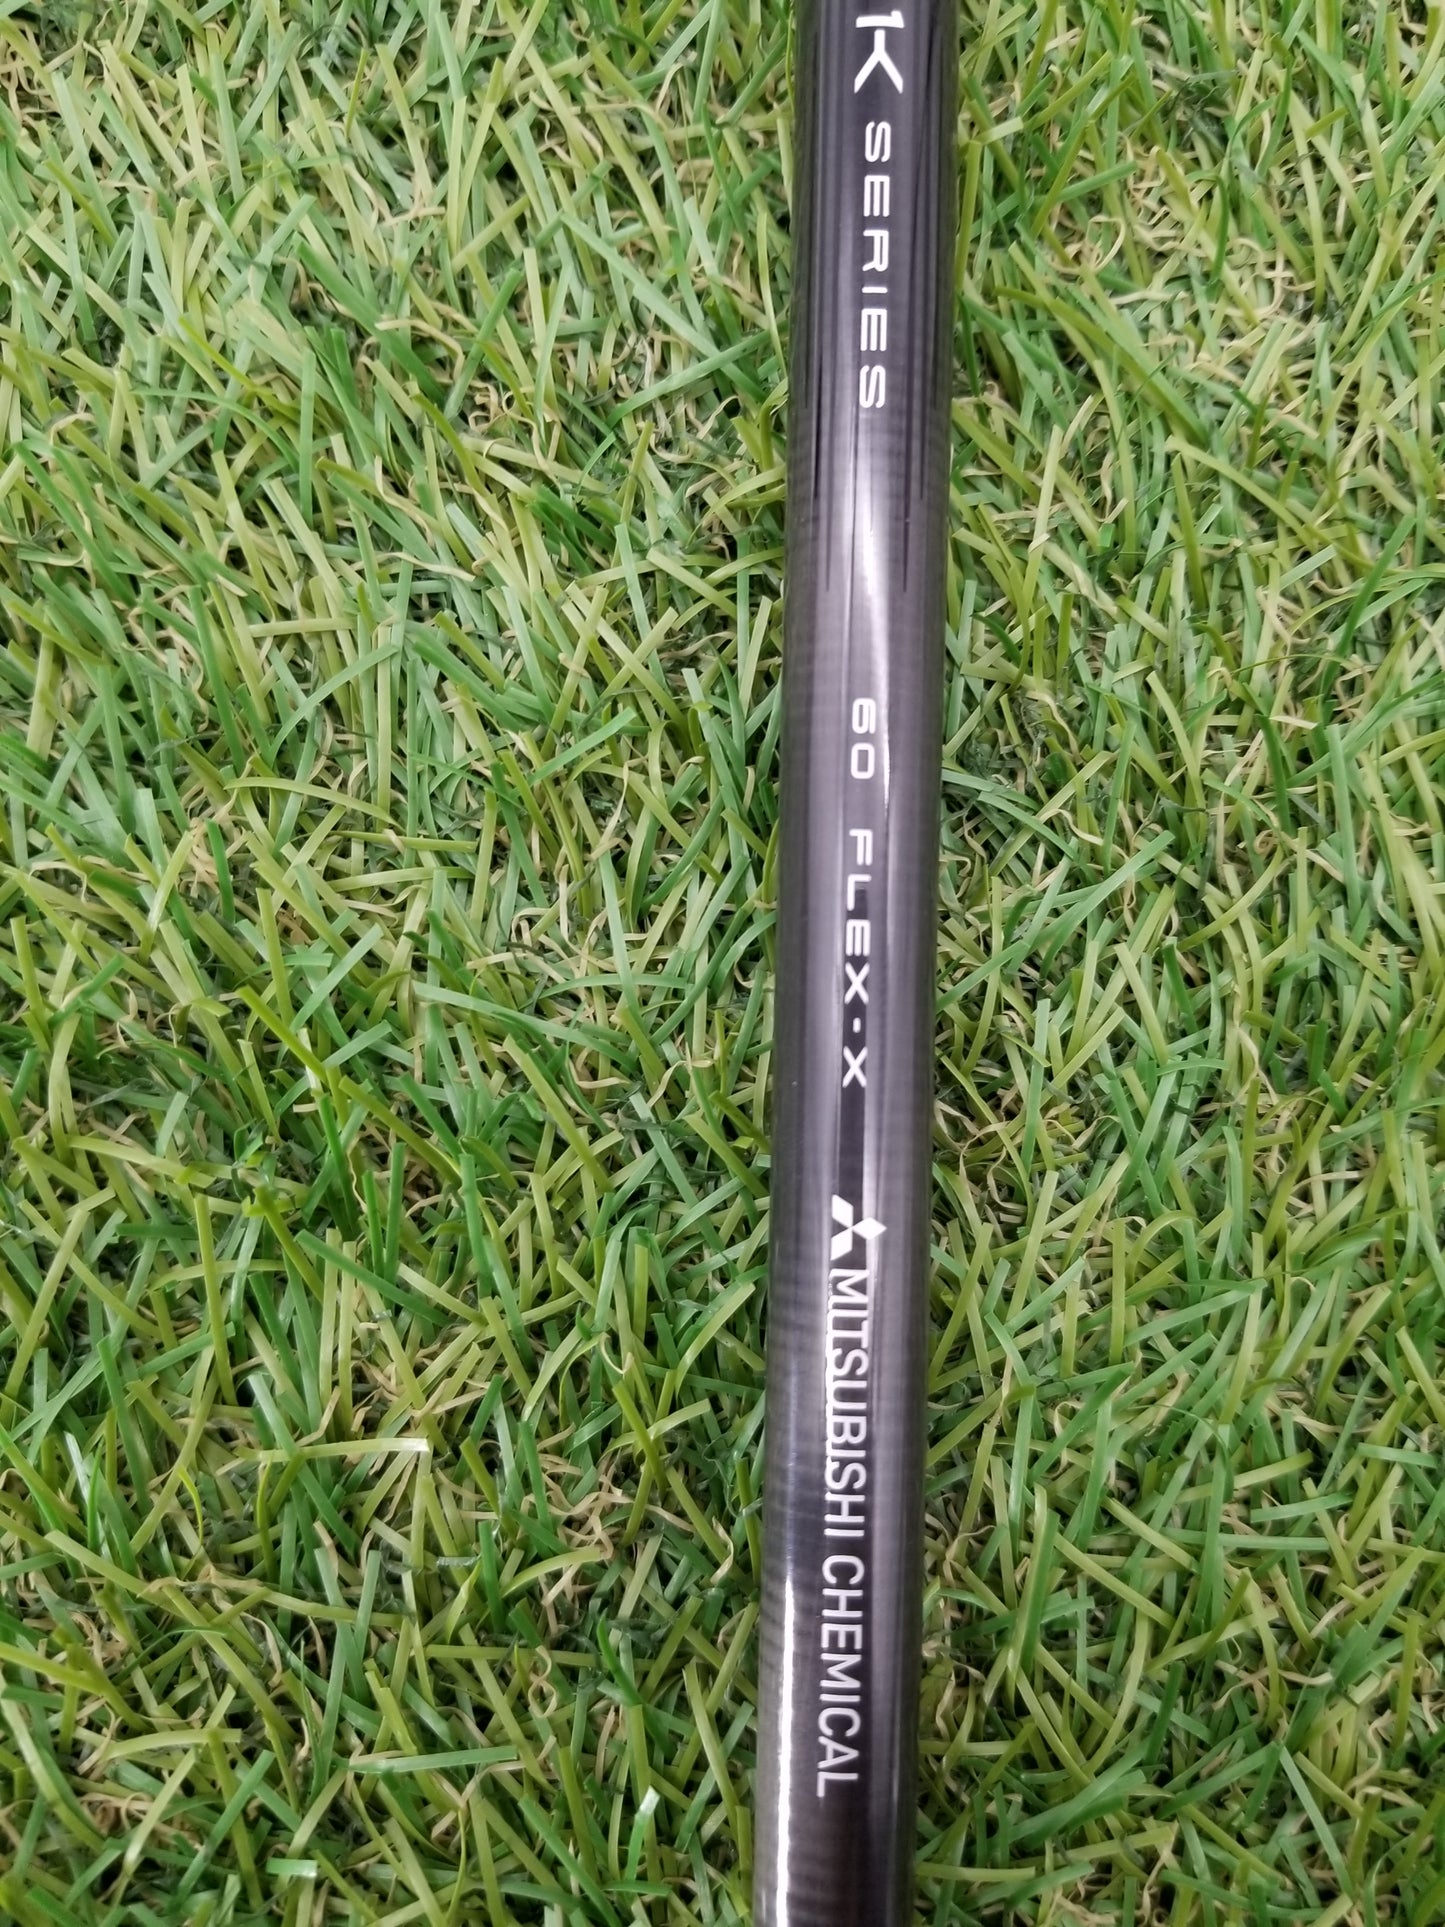 1K SERIES
60 FLEX-X
MITSUBISHI CHEMICAL